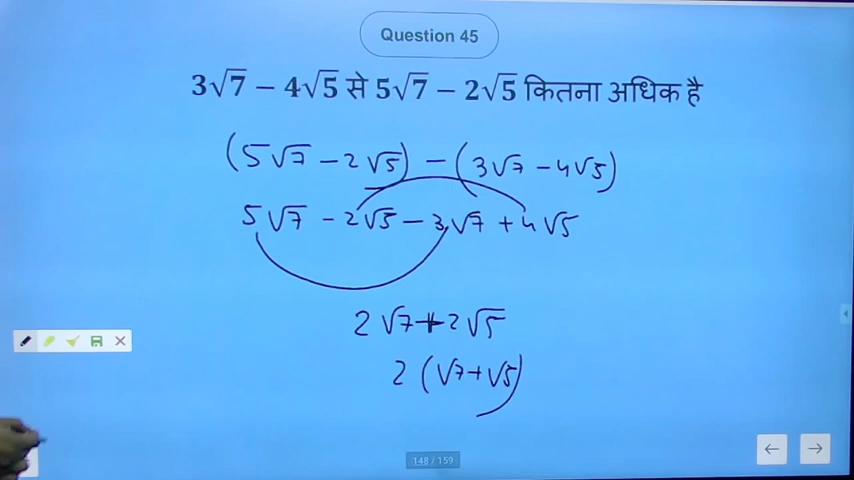 Question 45
3√7 − 4√5 से 5√7 − 2√5 कितना अधिक है
(5√7 − 2√5) − (3√7 − 4√5)
5√7 − 2√5 − 3√7 + 4√5
2√7 + 2√5
2(√7 + √5)
148 / 159